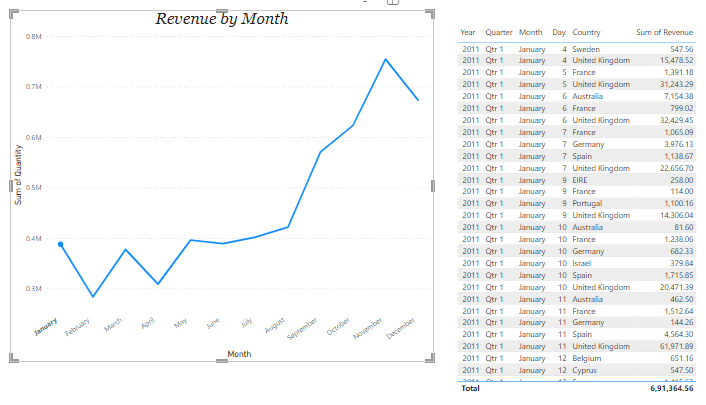 Revenue by Month
0.8M
0.7M
0.6M
0.5M
0.4M
0.3M
Sum of Quantity
January
February
March
April
May
June
July
August
September
October
November
December
Month
Year Quarter Month Day Country Sum of Revenue
2011 Qtr 1 January 4 Sweden 547.56
2011 Qtr 1 January 4 United Kingdom 15,478.52
2011 Qtr 1 January 5 France 1,391.18
2011 Qtr 1 January 5 United Kingdom 31,243.29
2011 Qtr 1 January 6 Australia 7,154.38
2011 Qtr 1 January 6 France 799.02
2011 Qtr 1 January 6 United Kingdom 32,429.45
2011 Qtr 1 January 7 France 1,065.09
2011 Qtr 1 January 7 Germany 3,976.13
2011 Qtr 1 January 7 Spain 1,138.67
2011 Qtr 1 January 7 United Kingdom 22,656.70
2011 Qtr 1 January 9 EIRE 258.00
2011 Qtr 1 January 9 France 114.00
2011 Qtr 1 January 9 Portugal 1,100.16
2011 Qtr 1 January 9 United Kingdom 14,306.04
2011 Qtr 1 January 10 Australia 81.60
2011 Qtr 1 January 10 France 1,238.06
2011 Qtr 1 January 10 Germany 682.33
2011 Qtr 1 January 10 Israel 379.84
2011 Qtr 1 January 10 Spain 1,715.85
2011 Qtr 1 January 10 United Kingdom 20,471.39
2011 Qtr 1 January 11 Australia 462.50
2011 Qtr 1 January 11 France 1,512.64
2011 Qtr 1 January 11 Germany 144.26
2011 Qtr 1 January 11 Spain 4,564.30
2011 Qtr 1 January 11 United Kingdom 61,971.89
2011 Qtr 1 January 12 Belgium 651.16
2011 Qtr 1 January 12 Cyprus 547.50
Total 6,91,364.56